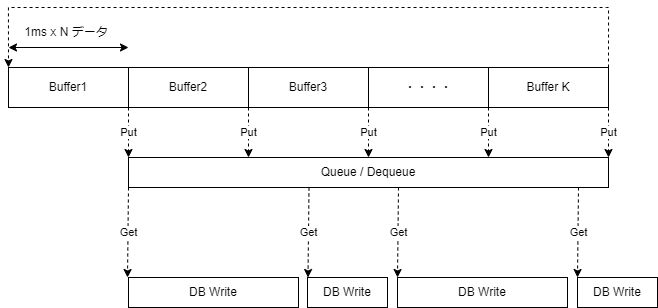 1ms x N データ
Buffer1
Buffer2
Buffer3
・・・・
Buffer K
Put
Put
Put
Put
Put
Queue / Dequeue
Get
Get
Get
Get
DB Write
DB Write
DB Write
DB Write